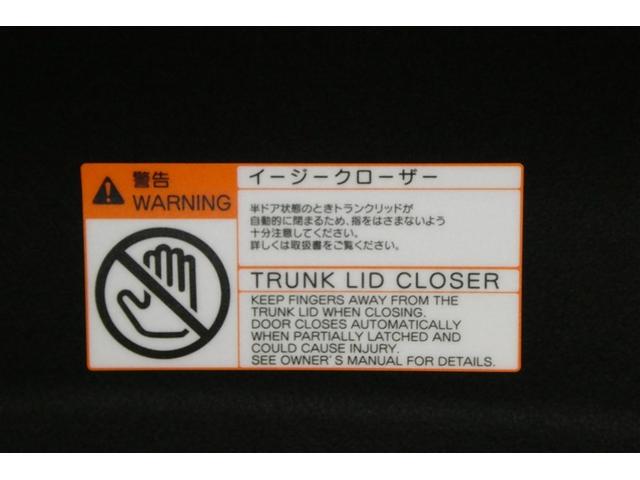 警告
WARNING
イージークローザー
半ドア状態のときトランクリッドが
自動的に閉まるため、指をはさまないよう
十分注意してください。
詳しくは取扱書をご覧ください。
TRUNK LID CLOSER
KEEP FINGERS AWAY FROM THE
TRUNK LID WHEN CLOSING.
DOOR CLOSES AUTOMATICALLY
WHEN PARTIALLY LATCHED AND
COULD CAUSE INJURY.
SEE OWNER'S MANUAL FOR DETAILS.